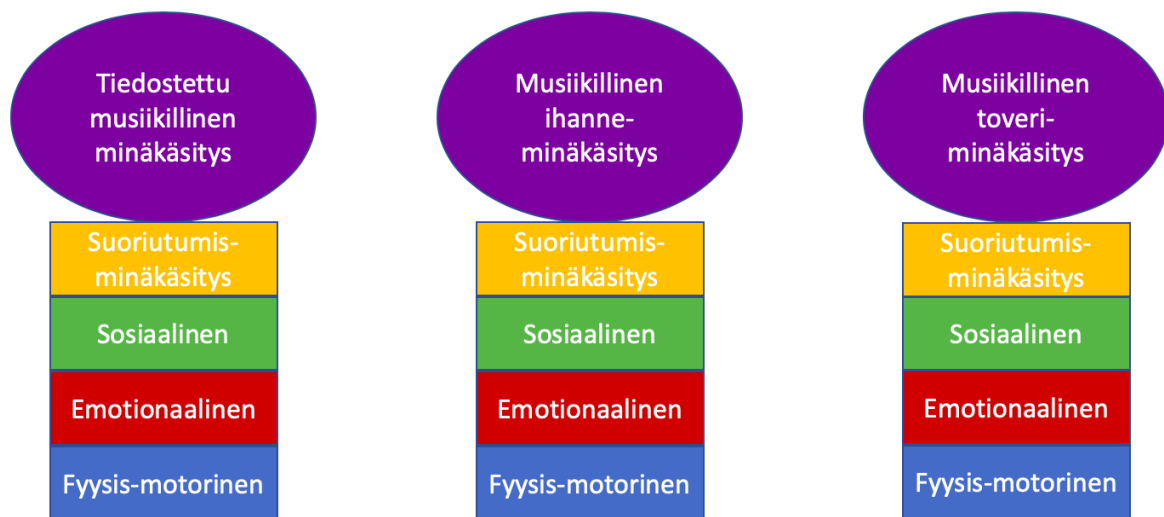 Tiedostettu
musiikillinen
minäkäsitys
Suoriutumis-
minäkäsitys
Sosiaalinen
Emotionaalinen
Fyysis-motorinen
Musiikillinen
ihanne-
minäkäsitys
Suoriutumis-
minäkäsitys
Sosiaalinen
Emotionaalinen
Fyysis-motorinen
Musiikillinen
toveri-
minäkäsitys
Suoriutumis-
minäkäsitys
Sosiaalinen
Emotionaalinen
Fyysis-motorinen